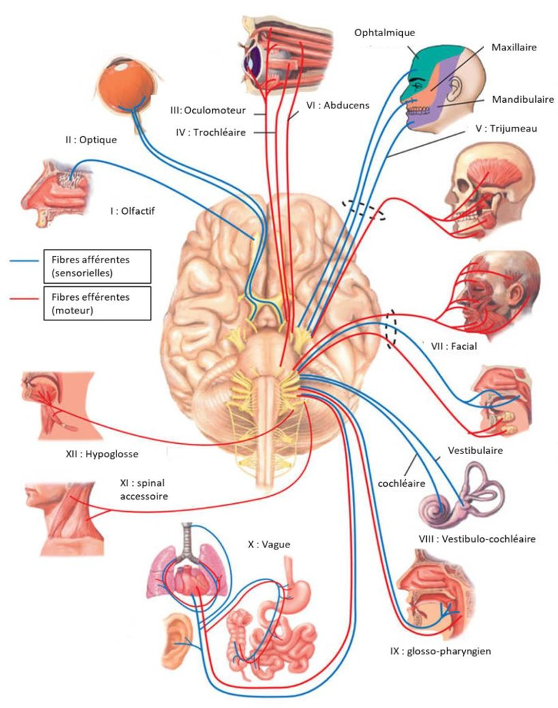 Ophtalmique
Maxillaire
III: Oculomoteur
VI : Abducens
Mandibulaire
IV : Trochléaire
V : Trijumeau
II : Optique
I : Olfactif
Fibres afférentes
(sensorielles)
Fibres efférentes
(moteur)
VII : Facial
XII : Hypoglosse
Vestibulaire
cochléaire
XI : spinal
accessoire
VIII : Vestibulo-cochléaire
X : Vague
IX : glosso-pharyngien